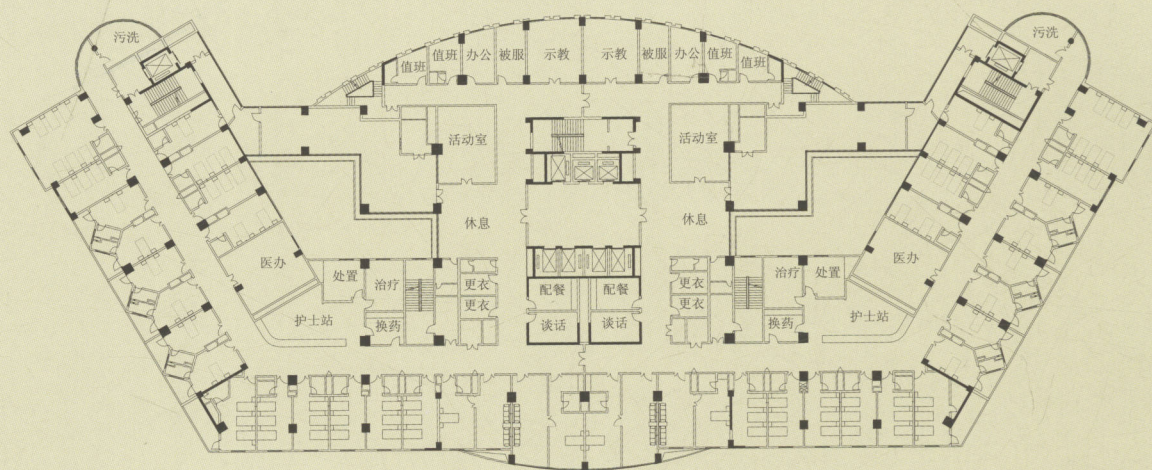 污洗
污洗
值班
值班
办公
被服
示教
示教
被服
办公
值班
值班
活动室
活动室
休息
休息
医办
处置
治疗
更衣
配餐
配餐
更衣
治疗
处置
医办
护士站
换药
更衣
谈话
谈话
更衣
换药
护士站